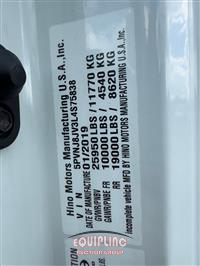 Hino Motors Manufacturing U.S.A.,Inc.
VIN 5PVNJ8JV3L4S75838
DATE OF MANUFACTURE 01/2019
GVWR/PNBV 25950 LBS/11770 KG
GAWR/PNBE FR 10000 LBS/ 4540 KG
RR 19000 LBS/ 8620 KG
Incomplete vehicle manufactured by
HINO MOTORS MANUFACTURING U.S.A., INC.
EQUIPLINC